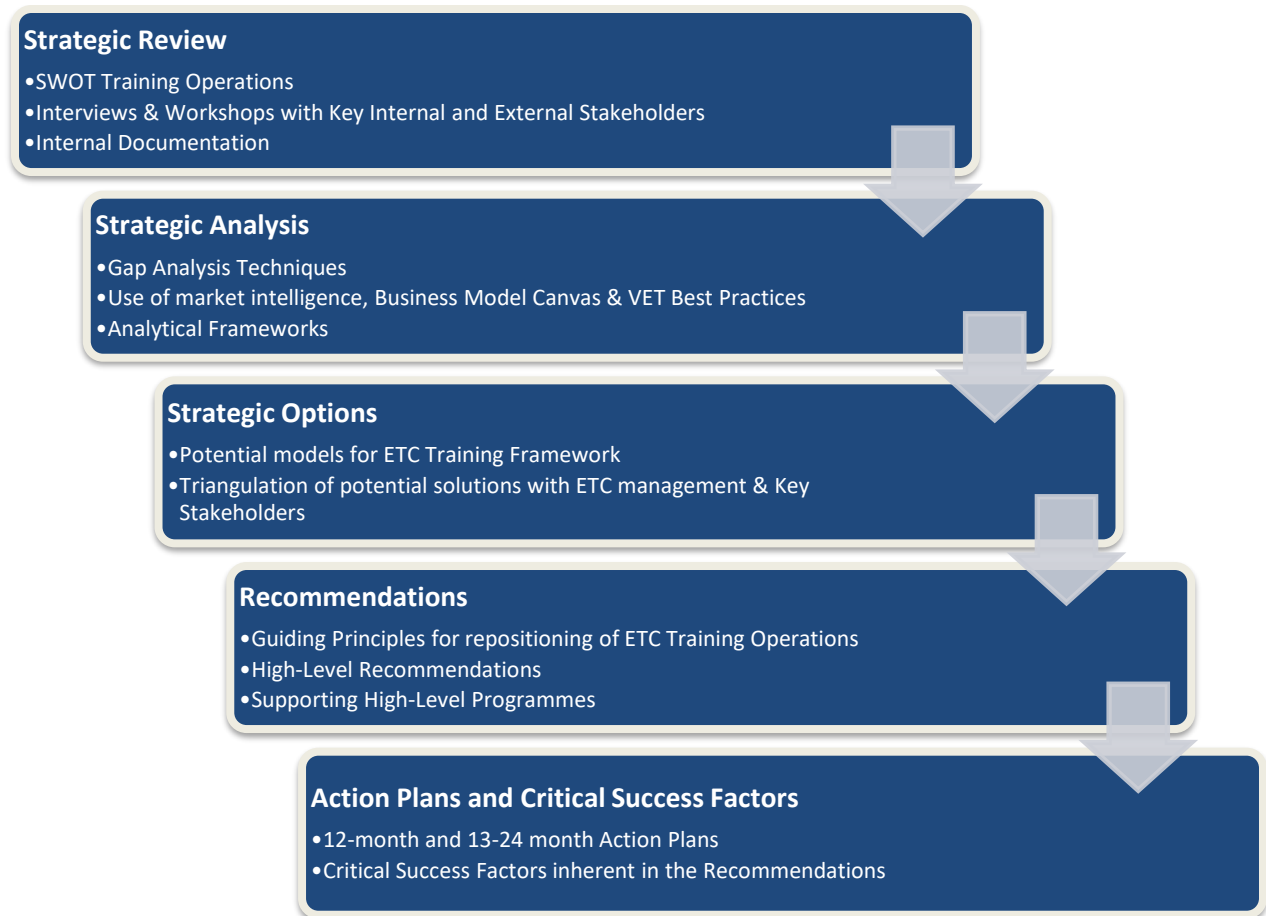 Strategic Review
•SWOT Training Operations
•Interviews & Workshops with Key Internal and External Stakeholders
•Internal Documentation
Strategic Analysis
•Gap Analysis Techniques
•Use of market intelligence, Business Model Canvas & VET Best Practices
•Analytical Frameworks
Strategic Options
•Potential models for ETC Training Framework
•Triangulation of potential solutions with ETC management & Key
Stakeholders
Recommendations
•Guiding Principles for repositioning of ETC Training Operations
•High-Level Recommendations
•Supporting High-Level Programmes
Action Plans and Critical Success Factors
•12-month and 13-24 month Action Plans
•Critical Success Factors inherent in the Recommendations